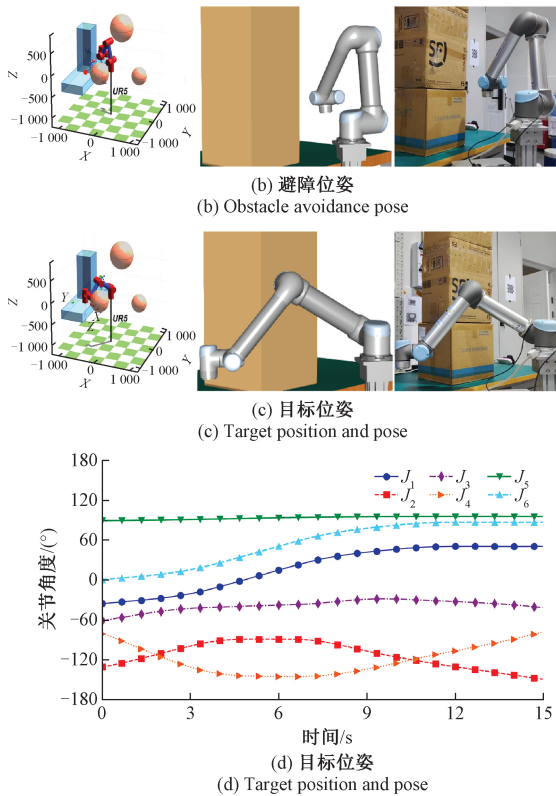 500
0
−500
−1 000
Z
UR5
−1 000
0
1 000
X
1 000
0
−1 000
Y
SF
(b) 避障位姿
(b) Obstacle avoidance pose
500
0
−500
−1 000
Z
Y
Z
UR5
−1 000
0
1 000
X
1 000
0
−1 000
Y
SF
(c) 目标位姿
(c) Target position and pose
180
120
60
0
−60
−120
−180
关节角度/(°)
J1 J3 J5
J2 J4 J6
0 3 6 9 12 15
时间/s
(d) 目标位姿
(d) Target position and pose